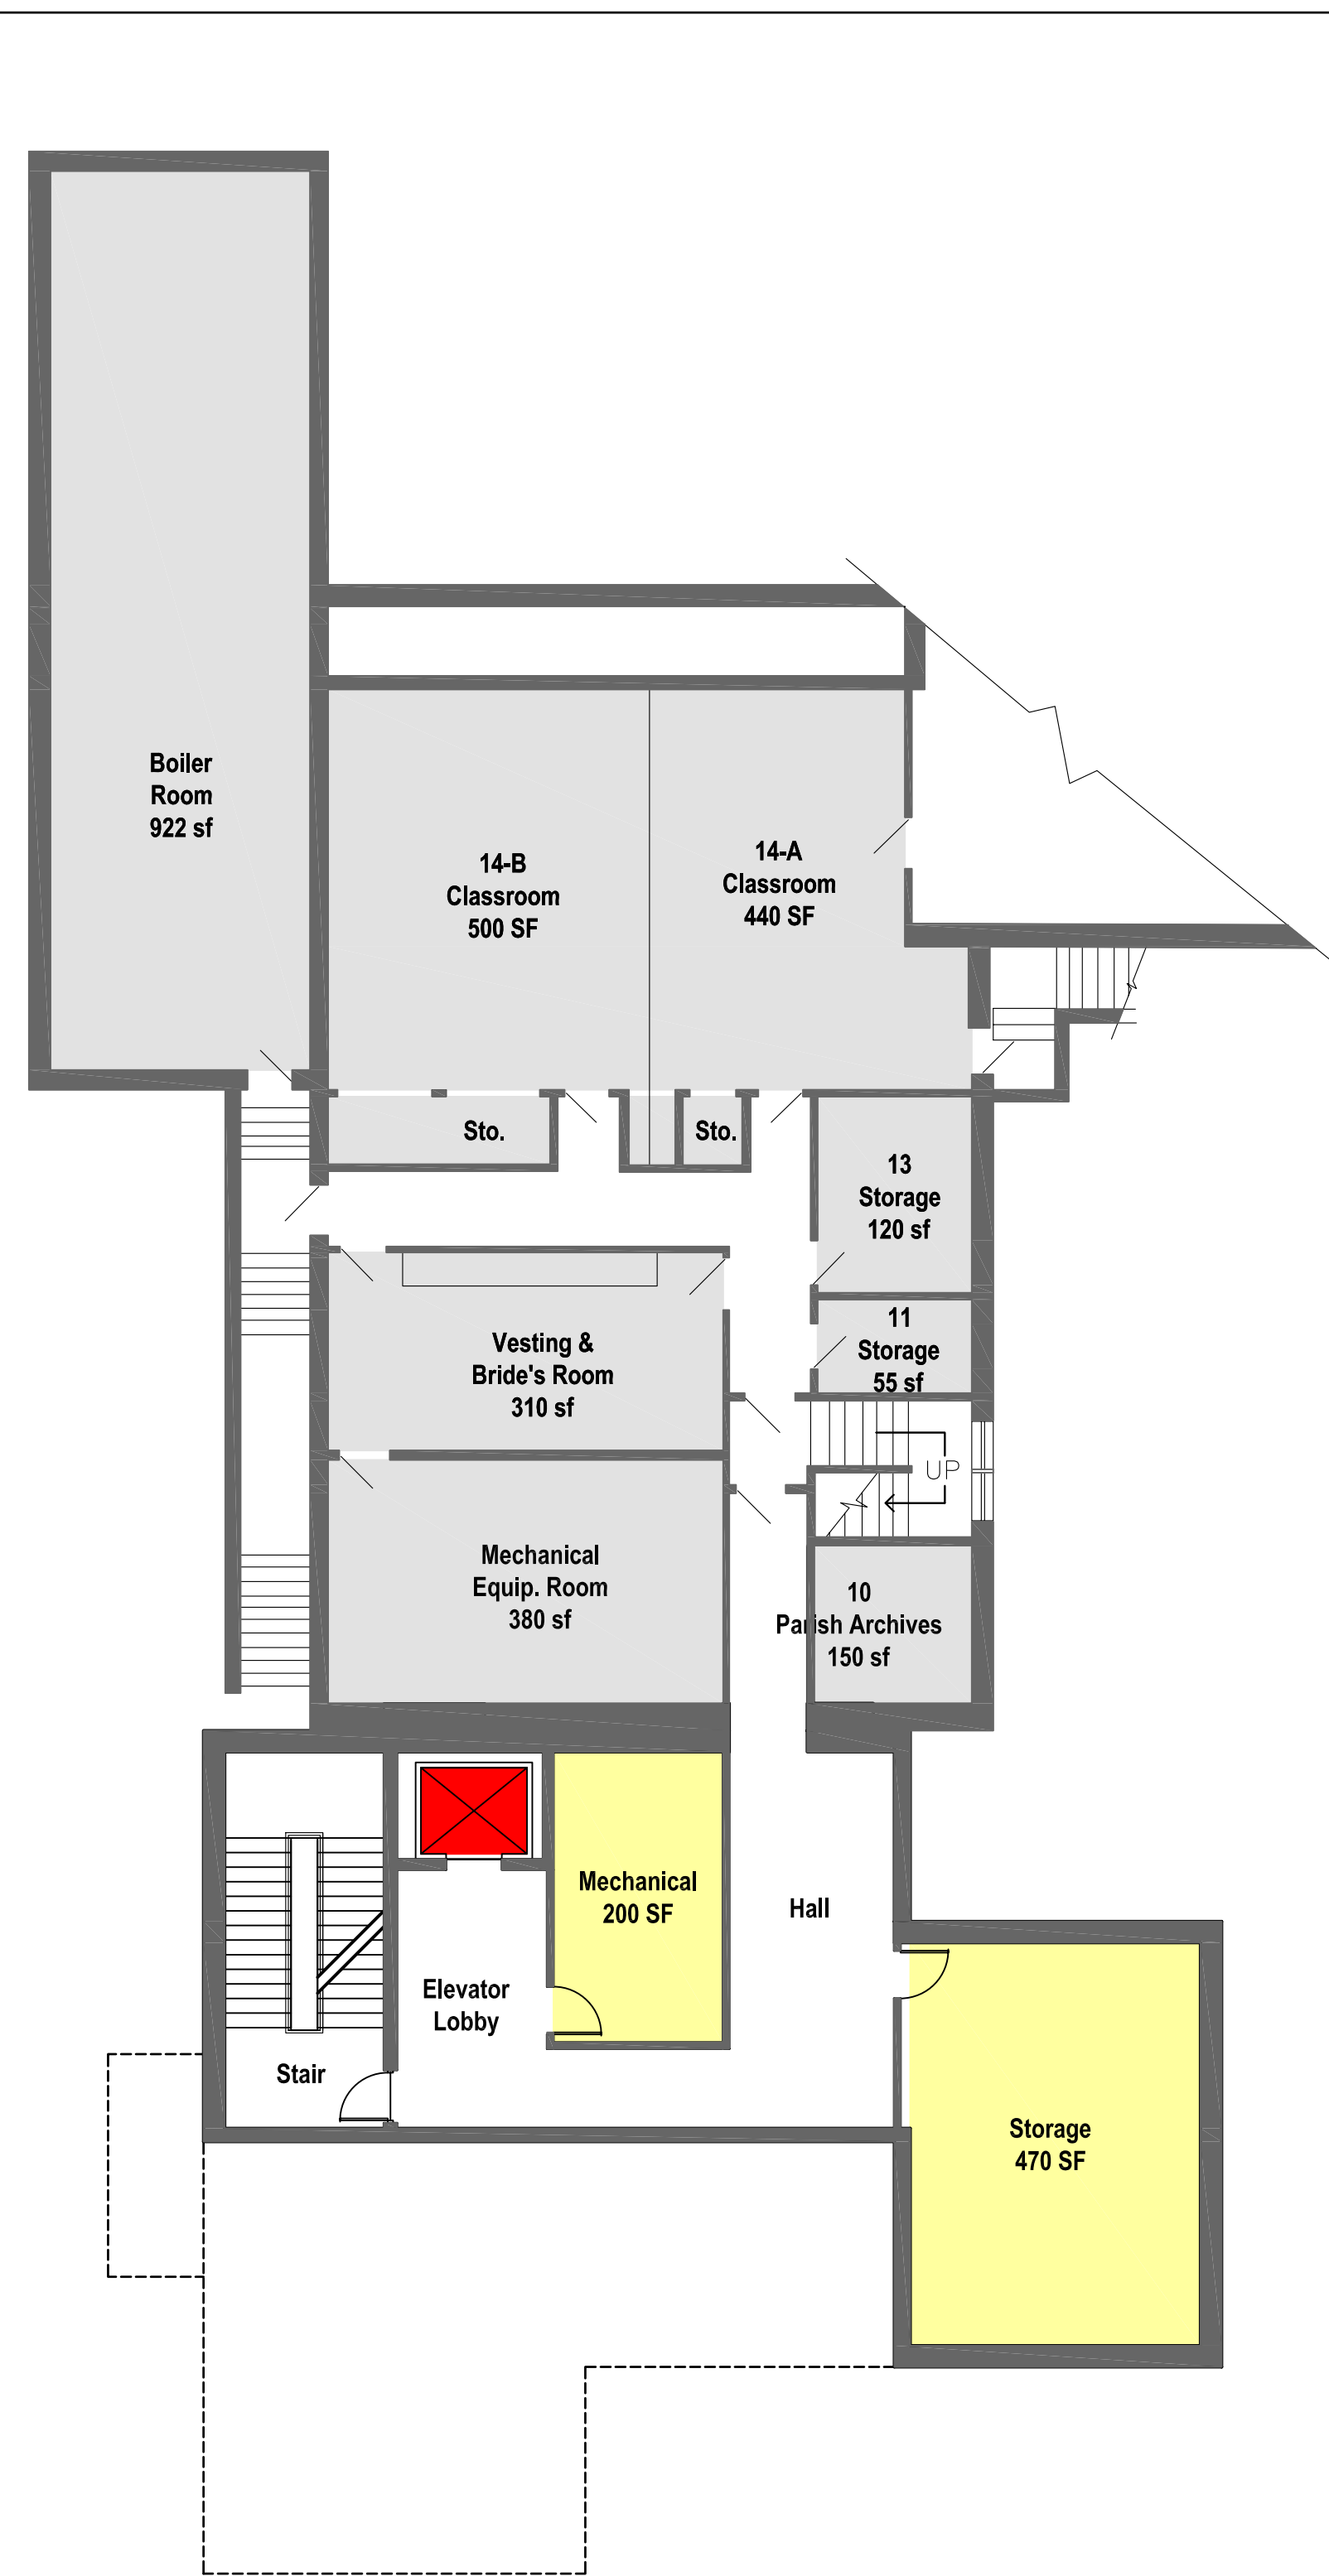 Boiler
Room
922 sf
14-B
Classroom
500 SF
14-A
Classroom
440 SF
Sto.
Sto.
13
Storage
120 sf
11
Storage
55 sf
Vesting &
Bride's Room
310 sf
UP
Mechanical
Equip. Room
380 sf
10
Parish Archives
150 sf
Mechanical
200 SF
Hall
Elevator
Lobby
Stair
Storage
470 SF